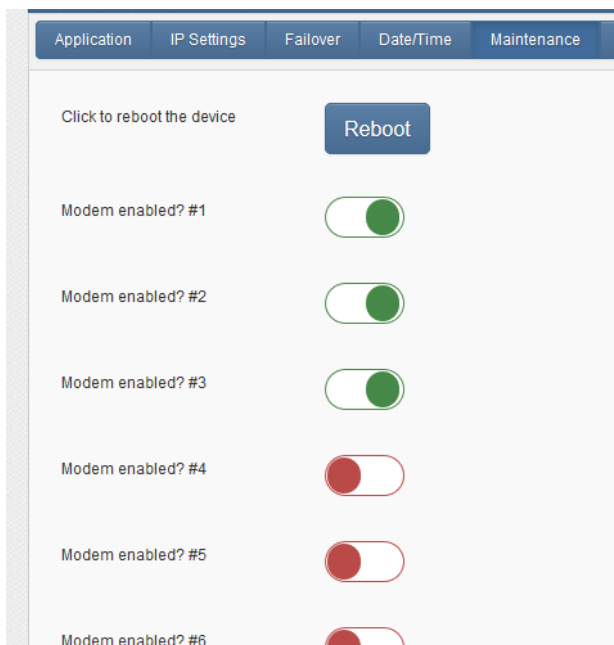 Application IP Settings Failover Date/Time Maintenance
Click to reboot the device Reboot
Modem enabled? #1
Modem enabled? #2
Modem enabled? #3
Modem enabled? #4
Modem enabled? #5
Modem enabled? #6